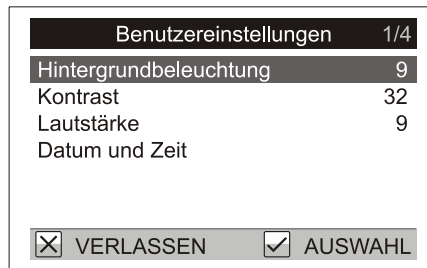 Benutzereinstellungen 1/4
Hintergrundbeleuchtung 9
Kontrast 32
Lautstärke 9
Datum und Zeit
VERLASSEN AUSWAHL